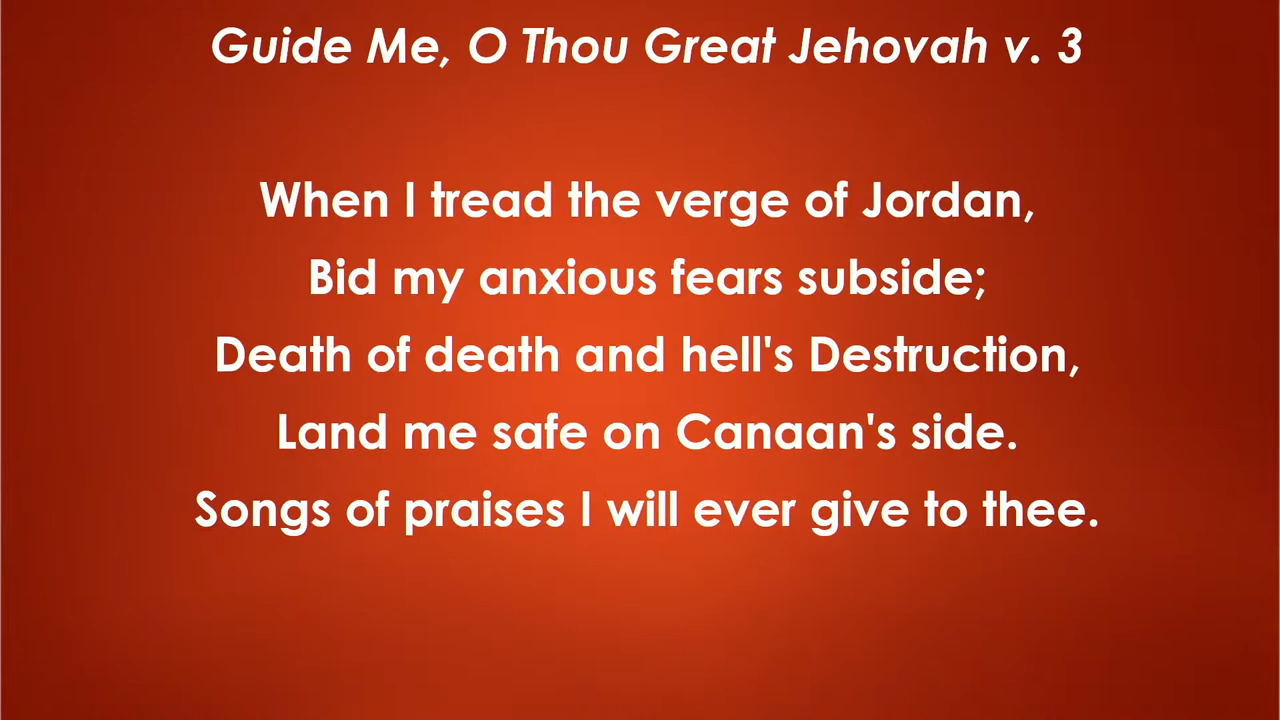 Guide Me, O Thou Great Jehovah v. 3
When I tread the verge of Jordan,
Bid my anxious fears subside;
Death of death and hell's Destruction,
Land me safe on Canaan's side.
Songs of praises I will ever give to thee.